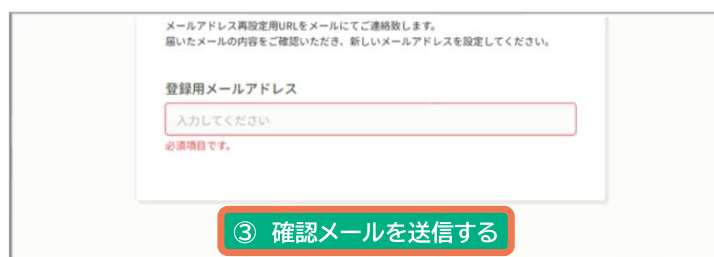 メールアドレス再設定用URLをメールにてご連絡致します。
届いたメールの内容をご確認いただき、新しいメールアドレスを設定してください。
登録用メールアドレス
入力してください
必須項目です。
③ 確認メールを送信する